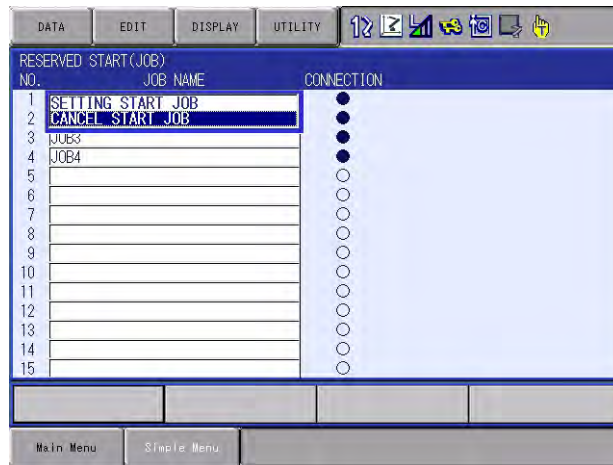 DATA EDIT DISPLAY UTILITY
RESERVED START(JOB)
NO. JOB NAME CONNECTION
1 SETTING START JOB
2 CANCEL START JOB
3 JOB3
4 JOB4
5
6
7
8
9
10
11
12
13
14
15
Main Menu Simple Menu